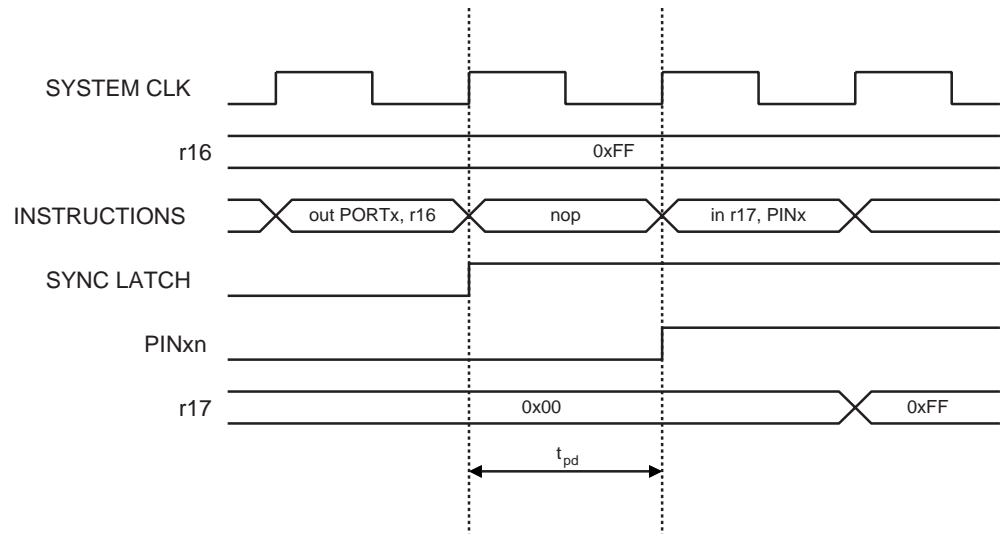 SYSTEM CLK
r16
0xFF
INSTRUCTIONS
out PORTx, r16
nop
in r17, PINx
SYNC LATCH
PINxn
r17
0x00
0xFF
tpd